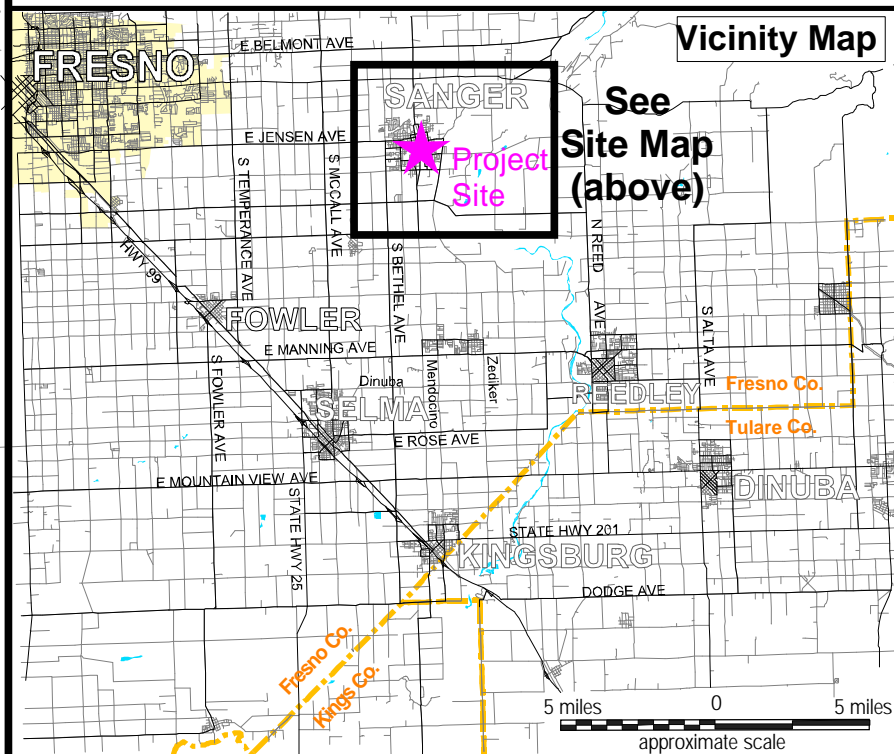 Vicinity Map
E BELMONT AVE
FRESNO
SANGER
See
Site Map
(above)
E JENSEN AVE
Project
Site
S TEMPERANCE AVE
S MCCALL AVE
S BETHEL AVE
N REED AVE
HWY 99
FOWLER
S ALTA AVE
E MANNING AVE
S FOWLER AVE
Dinuba
Mendocino
Zediker
REEDLEY
Fresno Co.
Tulare Co.
SELMA
E ROSE AVE
E MOUNTAIN VIEW AVE
STATE HWY 25
DINUBA
STATE HWY 201
KINGSBURG
DODGE AVE
Fresno Co.
Kings Co.
5 miles 0 5 miles
approximate scale